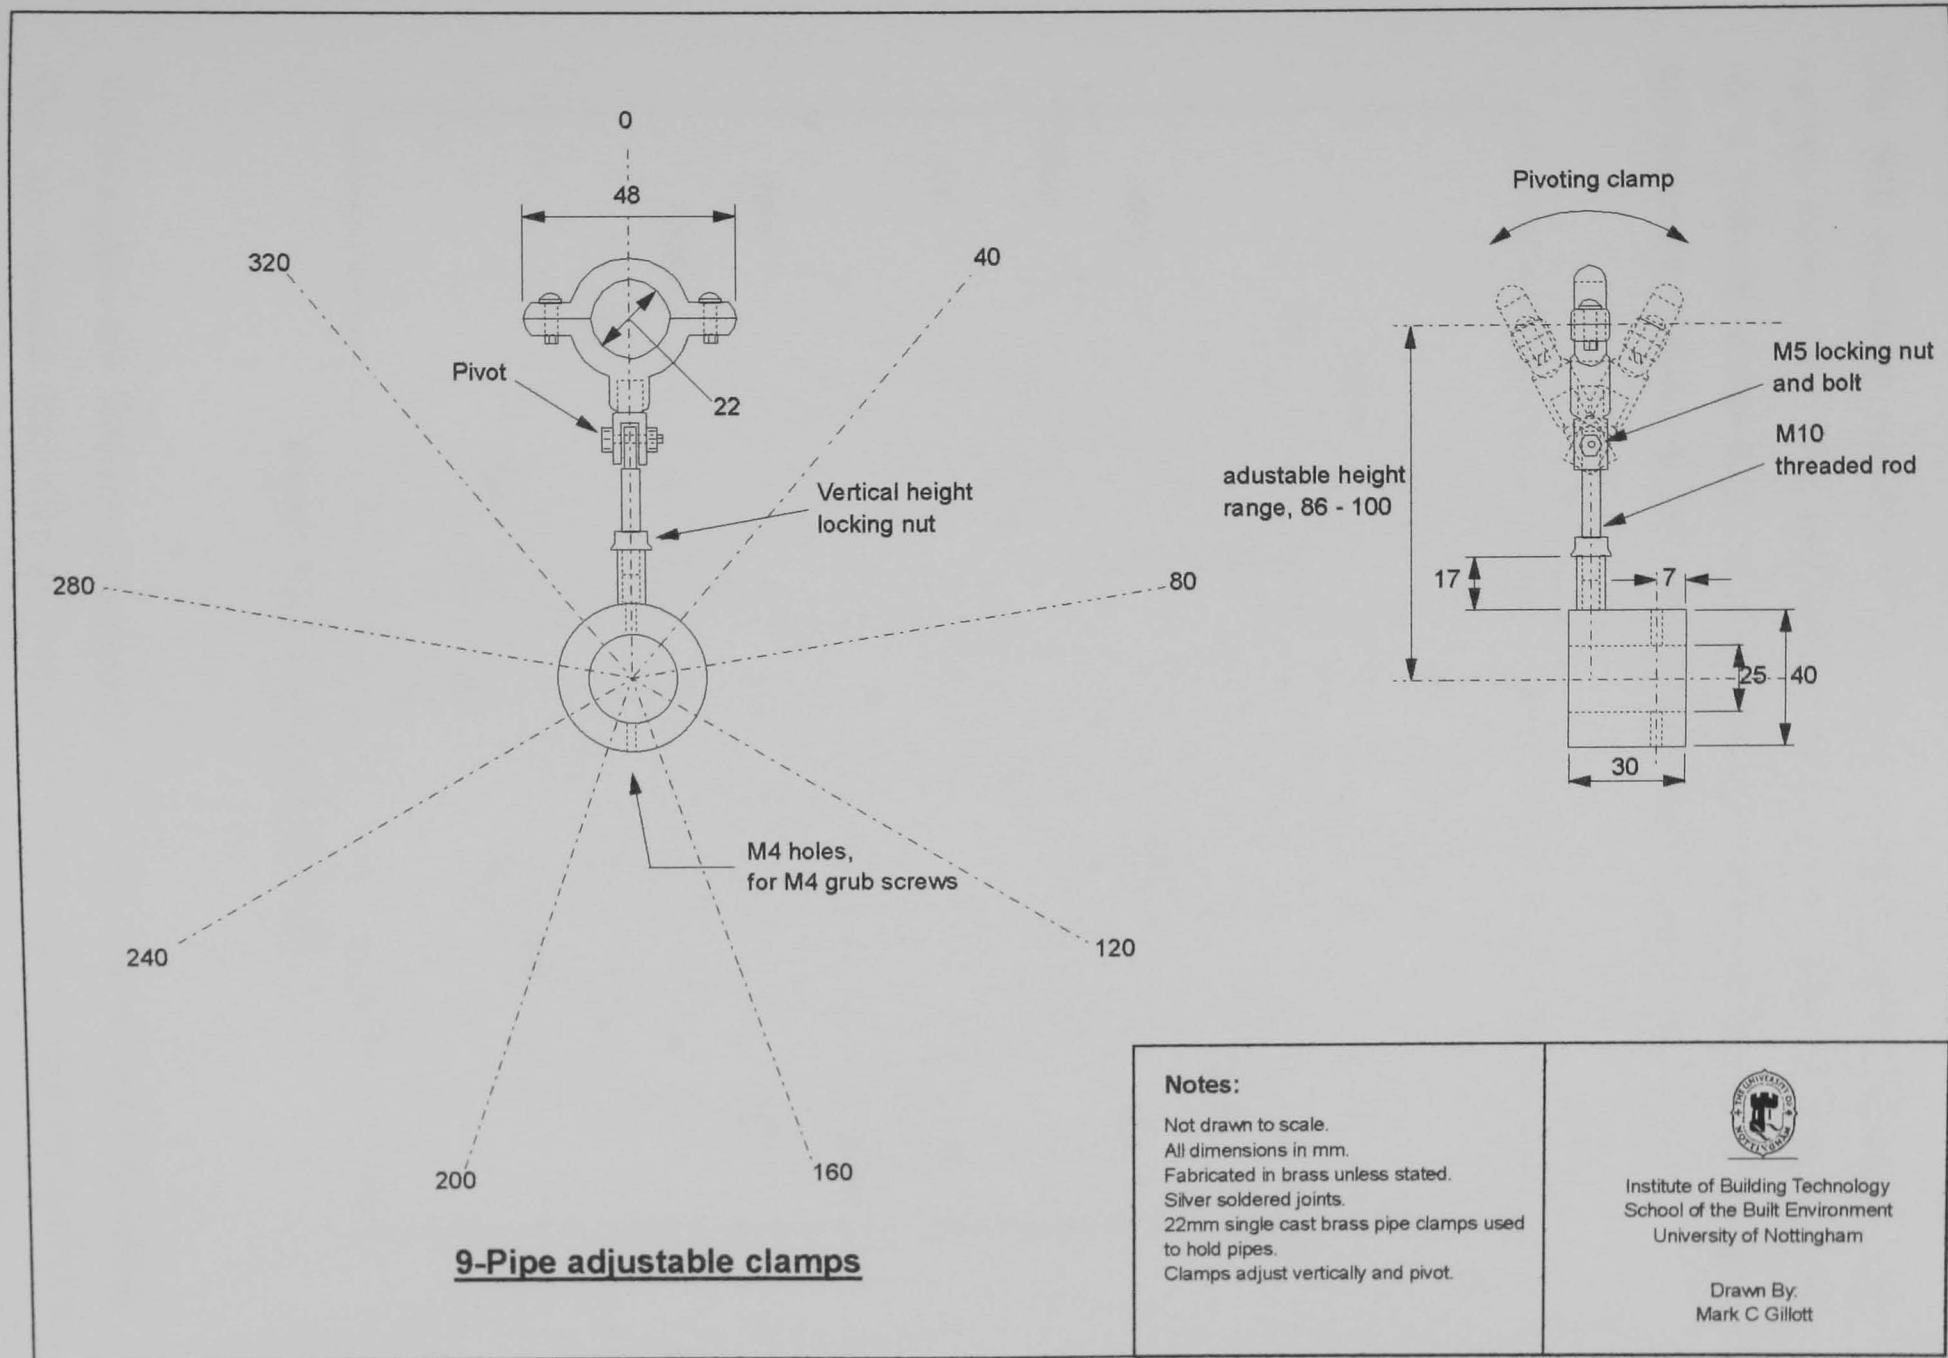 0
48
320
40
Pivot
22
Vertical height
locking nut
280
80
M4 holes,
for M4 grub screws
240
120
200
160
9-Pipe adjustable clamps
Pivoting clamp
M5 locking nut
and bolt
M10
threaded rod
adustable height
range, 86 - 100
17
7
25
40
30
Notes:
Not drawn to scale.
All dimensions in mm.
Fabricated in brass unless stated.
Silver soldered joints.
22mm single cast brass pipe clamps used
to hold pipes.
Clamps adjust vertically and pivot.
THE UNIVERSITY OF
NOTTINGHAM
Institute of Building Technology
School of the Built Environment
University of Nottingham
Drawn By:
Mark C Gillott